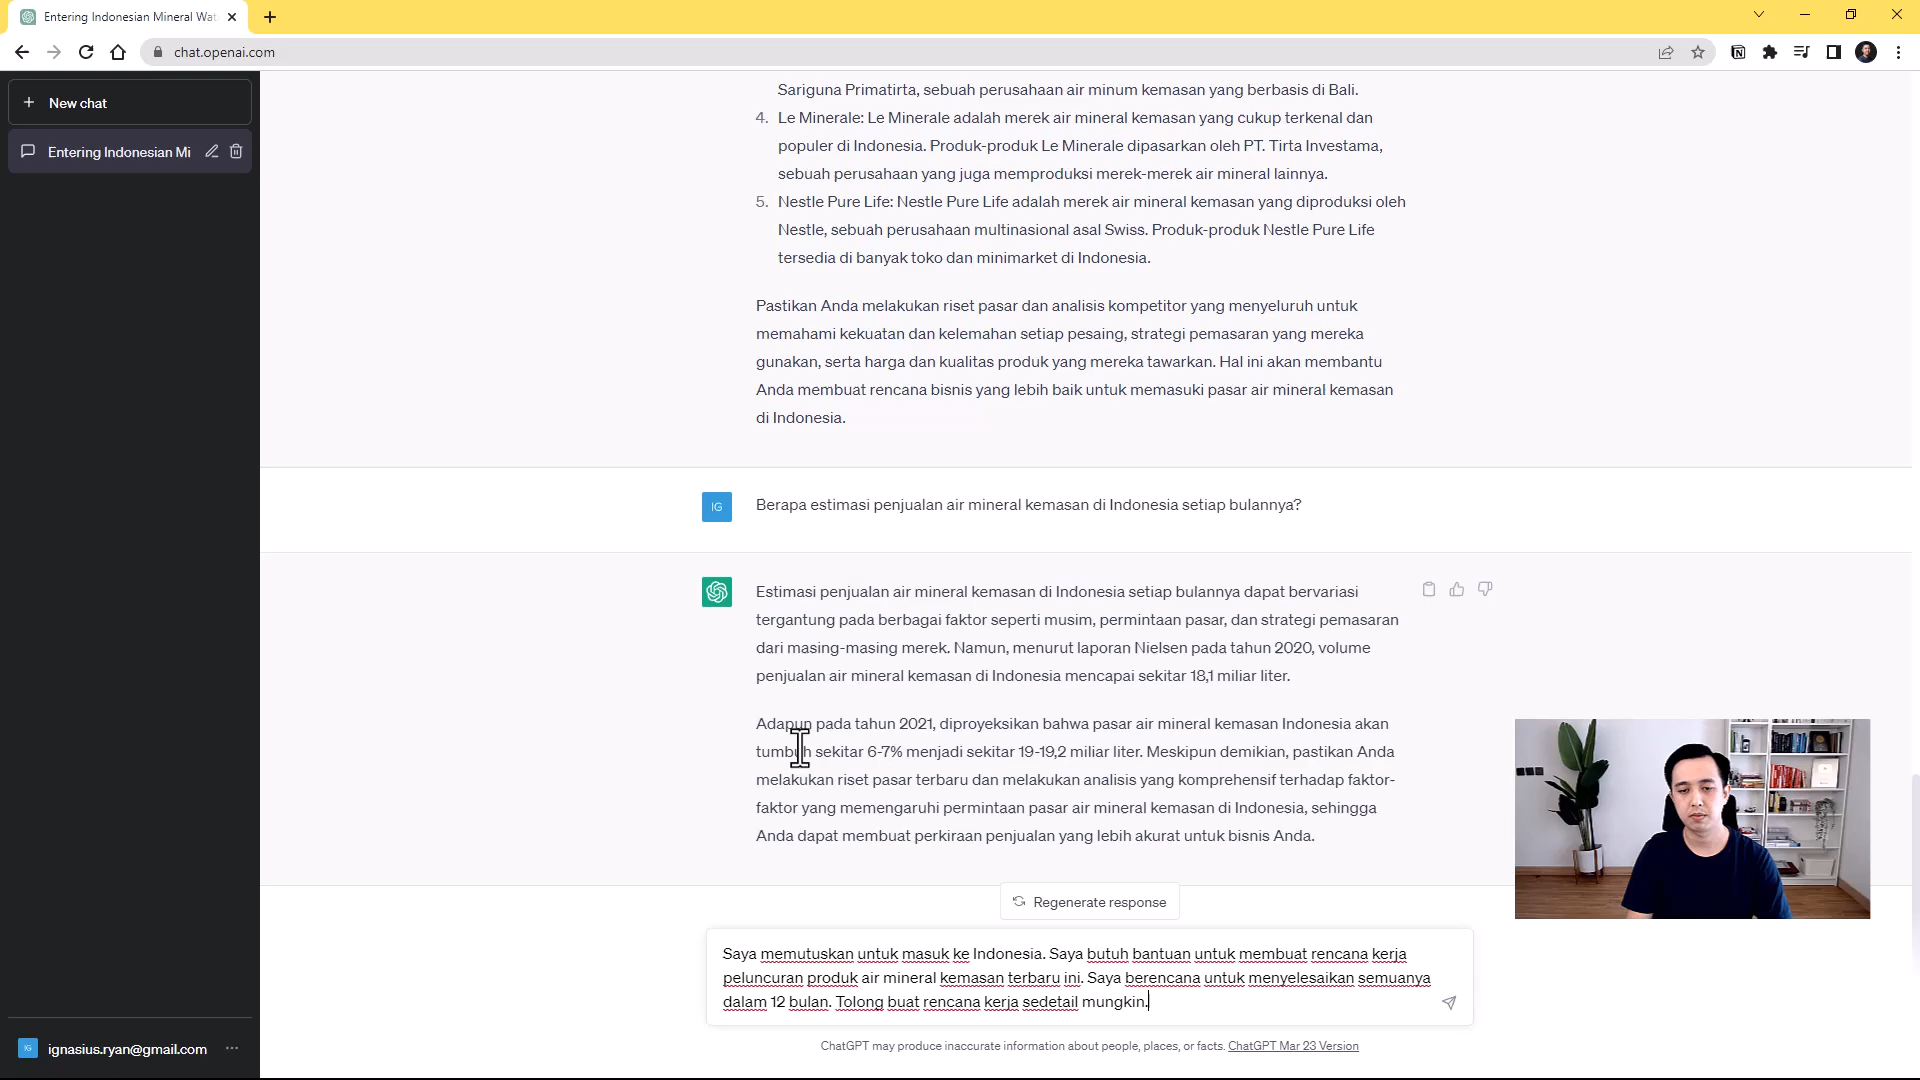 Entering Indonesian Mineral Wat
chat.openai.com
New chat
Entering Indonesian Mi
Sariguna Primatirta, sebuah perusahaan air minum kemasan yang berbasis di Bali.
4. Le Minerale: Le Minerale adalah merek air mineral kemasan yang cukup terkenal dan
populer di Indonesia. Produk-produk Le Minerale dipasarkan oleh PT. Tirta Investama,
sebuah perusahaan yang juga memproduksi merek-merek air mineral lainnya.
5. Nestle Pure Life: Nestle Pure Life adalah merek air mineral kemasan yang diproduksi oleh
Nestle, sebuah perusahaan multinasional asal Swiss. Produk-produk Nestle Pure Life
tersedia di banyak toko dan minimarket di Indonesia.
Pastikan Anda melakukan riset pasar dan analisis kompetitor yang menyeluruh untuk
memahami kekuatan dan kelemahan setiap pesaing, strategi pemasaran yang mereka
gunakan, serta harga dan kualitas produk yang mereka tawarkan. Hal ini akan membantu
Anda membuat rencana bisnis yang lebih baik untuk memasuki pasar air mineral kemasan
di Indonesia.
IG
Berapa estimasi penjualan air mineral kemasan di Indonesia setiap bulannya?
Estimasi penjualan air mineral kemasan di Indonesia setiap bulannya dapat bervariasi
tergantung pada berbagai faktor seperti musim, permintaan pasar, dan strategi pemasaran
dari masing-masing merek. Namun, menurut laporan Nielsen pada tahun 2020, volume
penjualan air mineral kemasan di Indonesia mencapai sekitar 18,1 miliar liter.
Adapun pada tahun 2021, diproyeksikan bahwa pasar air mineral kemasan Indonesia akan
tumbuh sekitar 6-7% menjadi sekitar 19-19,2 miliar liter. Meskipun demikian, pastikan Anda
melakukan riset pasar terbaru dan melakukan analisis yang komprehensif terhadap faktor-
faktor yang memengaruhi permintaan pasar air mineral kemasan di Indonesia, sehingga
Anda dapat membuat perkiraan penjualan yang lebih akurat untuk bisnis Anda.
Regenerate response
Saya memutuskan untuk masuk ke Indonesia. Saya butuh bantuan untuk membuat rencana kerja
peluncuran produk air mineral kemasan terbaru ini. Saya berencana untuk menyelesaikan semuanya
dalam 12 bulan. Tolong buat rencana kerja sedetail mungkin.
ChatGPT may produce inaccurate information about people, places, or facts. ChatGPT Mar 23 Version
IG
ignasius.ryan@gmail.com